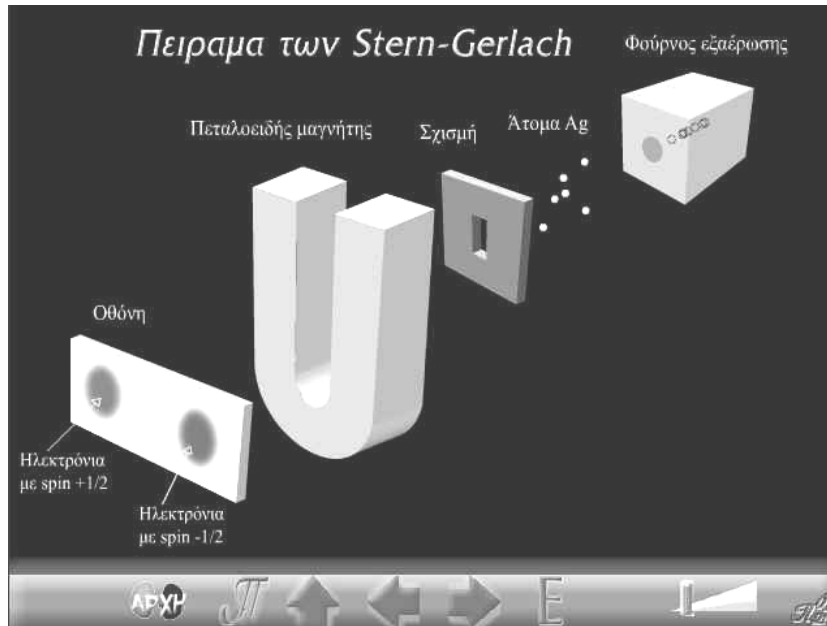 Πειραμα των Stern-Gerlach
Φούρνος εξαέρωσης
Πεταλοειδής μαγνήτης
Σχισμή
Άτομα Ag
Οθόνη
Ηλεκτρόνια
με spin +1/2
Ηλεκτρόνια
με spin -1/2
ΑΡΧΗ
Π
Ε